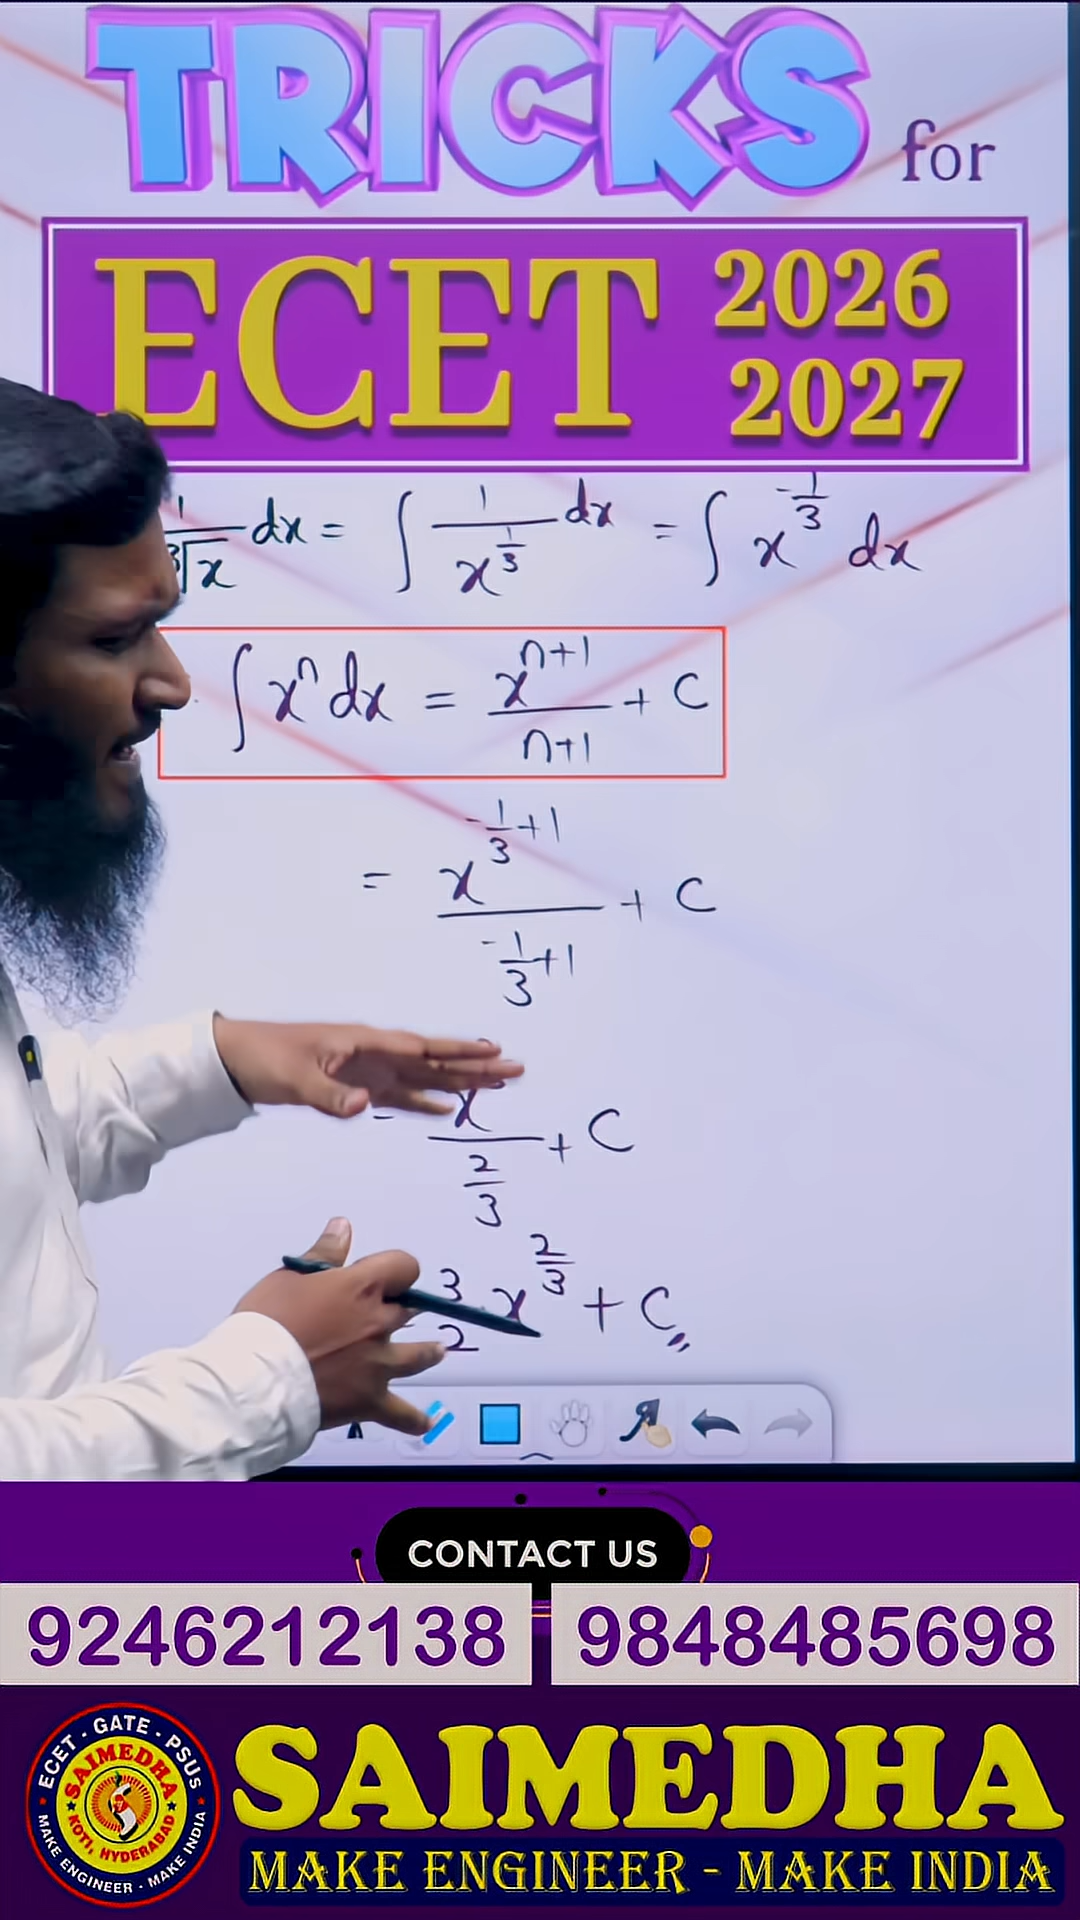 TRICKS for
ECET 2026
2027
1/∛x dx = ∫ 1/x^(1/3) dx = ∫ x^(-1/3) dx
∫ x^n dx = x^(n+1)/(n+1) + C
= x^(-1/3+1)/(-1/3+1) + C
x/(2/3) + C
3/2 x^(2/3) + C
CONTACT US
9246212138 9848485698
ECET - GATE - PSUs
SAIMEDHA
KOTI, HYDERABAD
MAKE ENGINEER - MAKE INDIA
SAIMEDHA
MAKE ENGINEER - MAKE INDIA